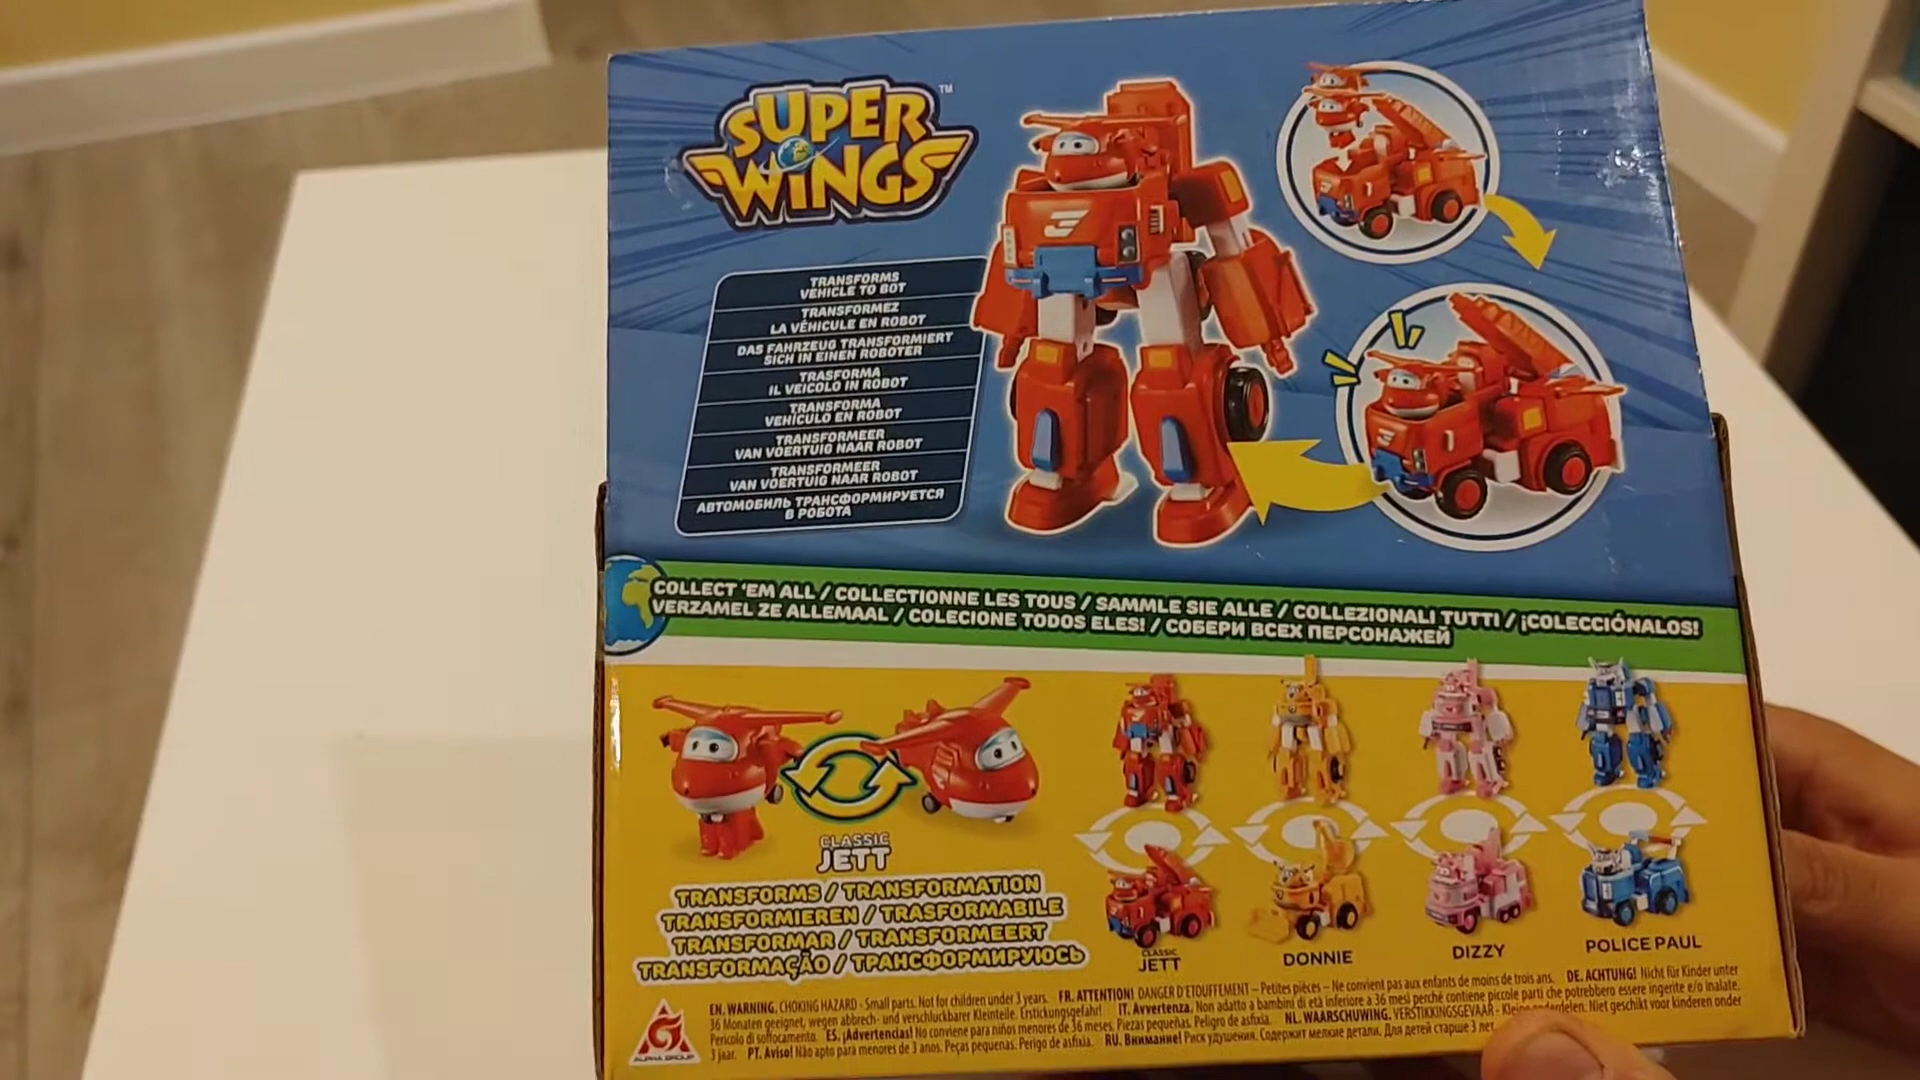 SUPER
WINGS
TM
TRANSFORMS
VEHICLE TO BOT
TRANSFORMEZ
LA VÉHICULE EN ROBOT
DAS FAHRZEUG TRANSFORMIERT
SICH IN EINEN ROBOTER
TRASFORMA
IL VEICOLO IN ROBOT
TRANSFORMA
VEHÍCULO EN ROBOT
TRANSFORMEER
VAN VOERTUIG NAAR ROBOT
TRANSFORMEER
VAN VOERTUIG NAAR ROBOT
АВТОМОБИЛЬ ТРАНСФОРМИРУЕТСЯ
В РОБОТА
COLLECT 'EM ALL / COLLECTIONNE LES TOUS / SAMMLE SIE ALLE / COLLEZIONALI TUTTI / ¡COLECCIÓNALOS!
VERZAMEL ZE ALLEMAAL / COLECIONE TODOS ELES! / СОБЕРИ ВСЕХ ПЕРСОНАЖЕЙ
CLASSIC
JETT
TRANSFORMS / TRANSFORMATION
TRANSFORMIEREN / TRASFORMABILE
TRANSFORMAR / TRANSFORMEERT
TRANSFORMAÇÃO / ТРАНСФОРМИРУЮСЬ
CLASSIC
JETT
DONNIE
DIZZY
POLICE PAUL
EN. WARNING. CHOKING HAZARD - Small parts. Not for children under 3 years. FR. ATTENTION! DANGER D'ETOUFFEMENT – Petites pièces – Ne convient pas aux enfants de moins de trois ans. DE. ACHTUNG! Nicht für Kinder unter
36 Monaten geeignet, wegen abbrech- und verschluckbarer Kleinteile. Erstickungsgefahr! IT. Avvertenza. Non adatto a bambini di età inferiore a 36 mesi perché contiene piccole parti che potrebbero essere ingerite e/o inalate.
Pericolo di soffocamento. ES. ¡Advertencias! No conviene para niños menores de 36 meses. Piezas pequeñas. Peligro de asfixia. NL. WAARSCHUWING. VERSTIKKINGSGEVAAR - Kleine onderdelen. Niet geschikt voor kinderen onder
3 jaar. PT. Aviso! Não apto para menores de 3 anos. Peças pequenas. Perigo de asfixia. RU. Внимание! Риск удушения. Содержит мелкие детали. Для детей старше 3 лет.
ALPHA GROUP